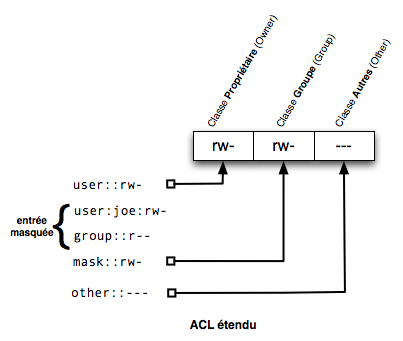 Classe Propriétaire (Owner)
Classe Groupe (Group)
Classe Autres (Other)
rw- rw- ---
user::rw-
entrée
masquée
user:joe:rw-
group::r--
mask::rw-
other::---
ACL étendu